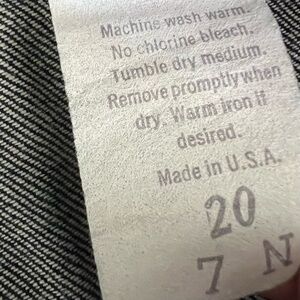 Machine wash warm.
No chlorine bleach.
Tumble dry medium.
Remove promptly when
dry. Warm iron if
desired.
Made in U.S.A.
20
7 N